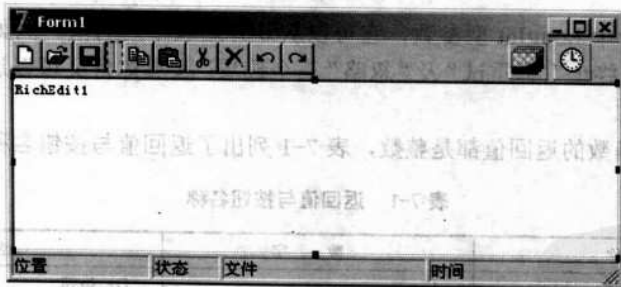 Form1
RichEdit1
数的返回值都是整数，表7-1列出了返回值与按钮名
表7-1 返回值与按钮名称
位置 状态 文件 时间